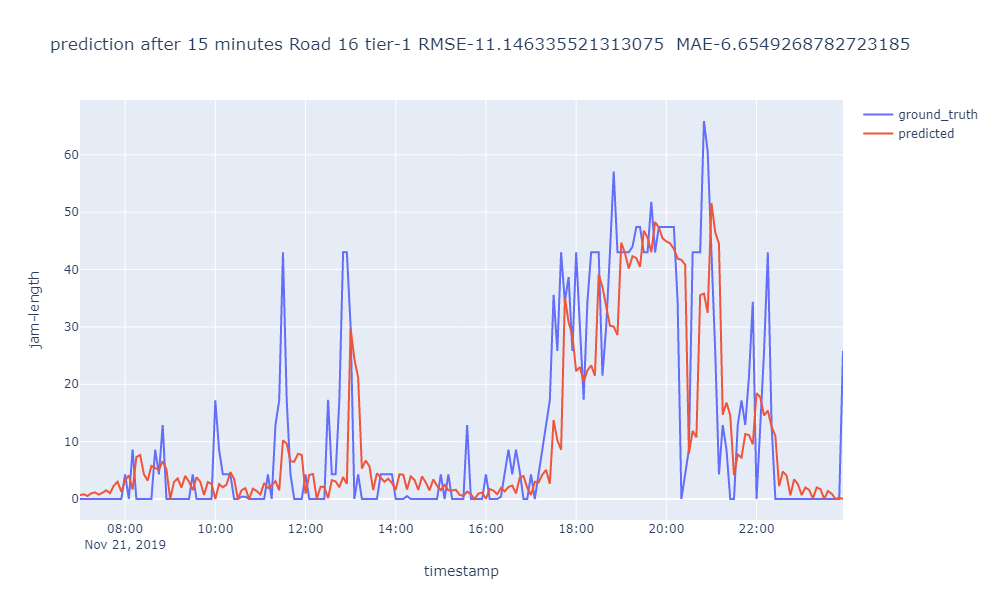 prediction after 15 minutes Road 16 tier-1 RMSE-11.146335521313075  MAE-6.6549268782723185
ground_truth
predicted
60
50
40
30
20
10
0
jam-length
08:00 10:00 12:00 14:00 16:00 18:00 20:00 22:00
Nov 21, 2019
timestamp